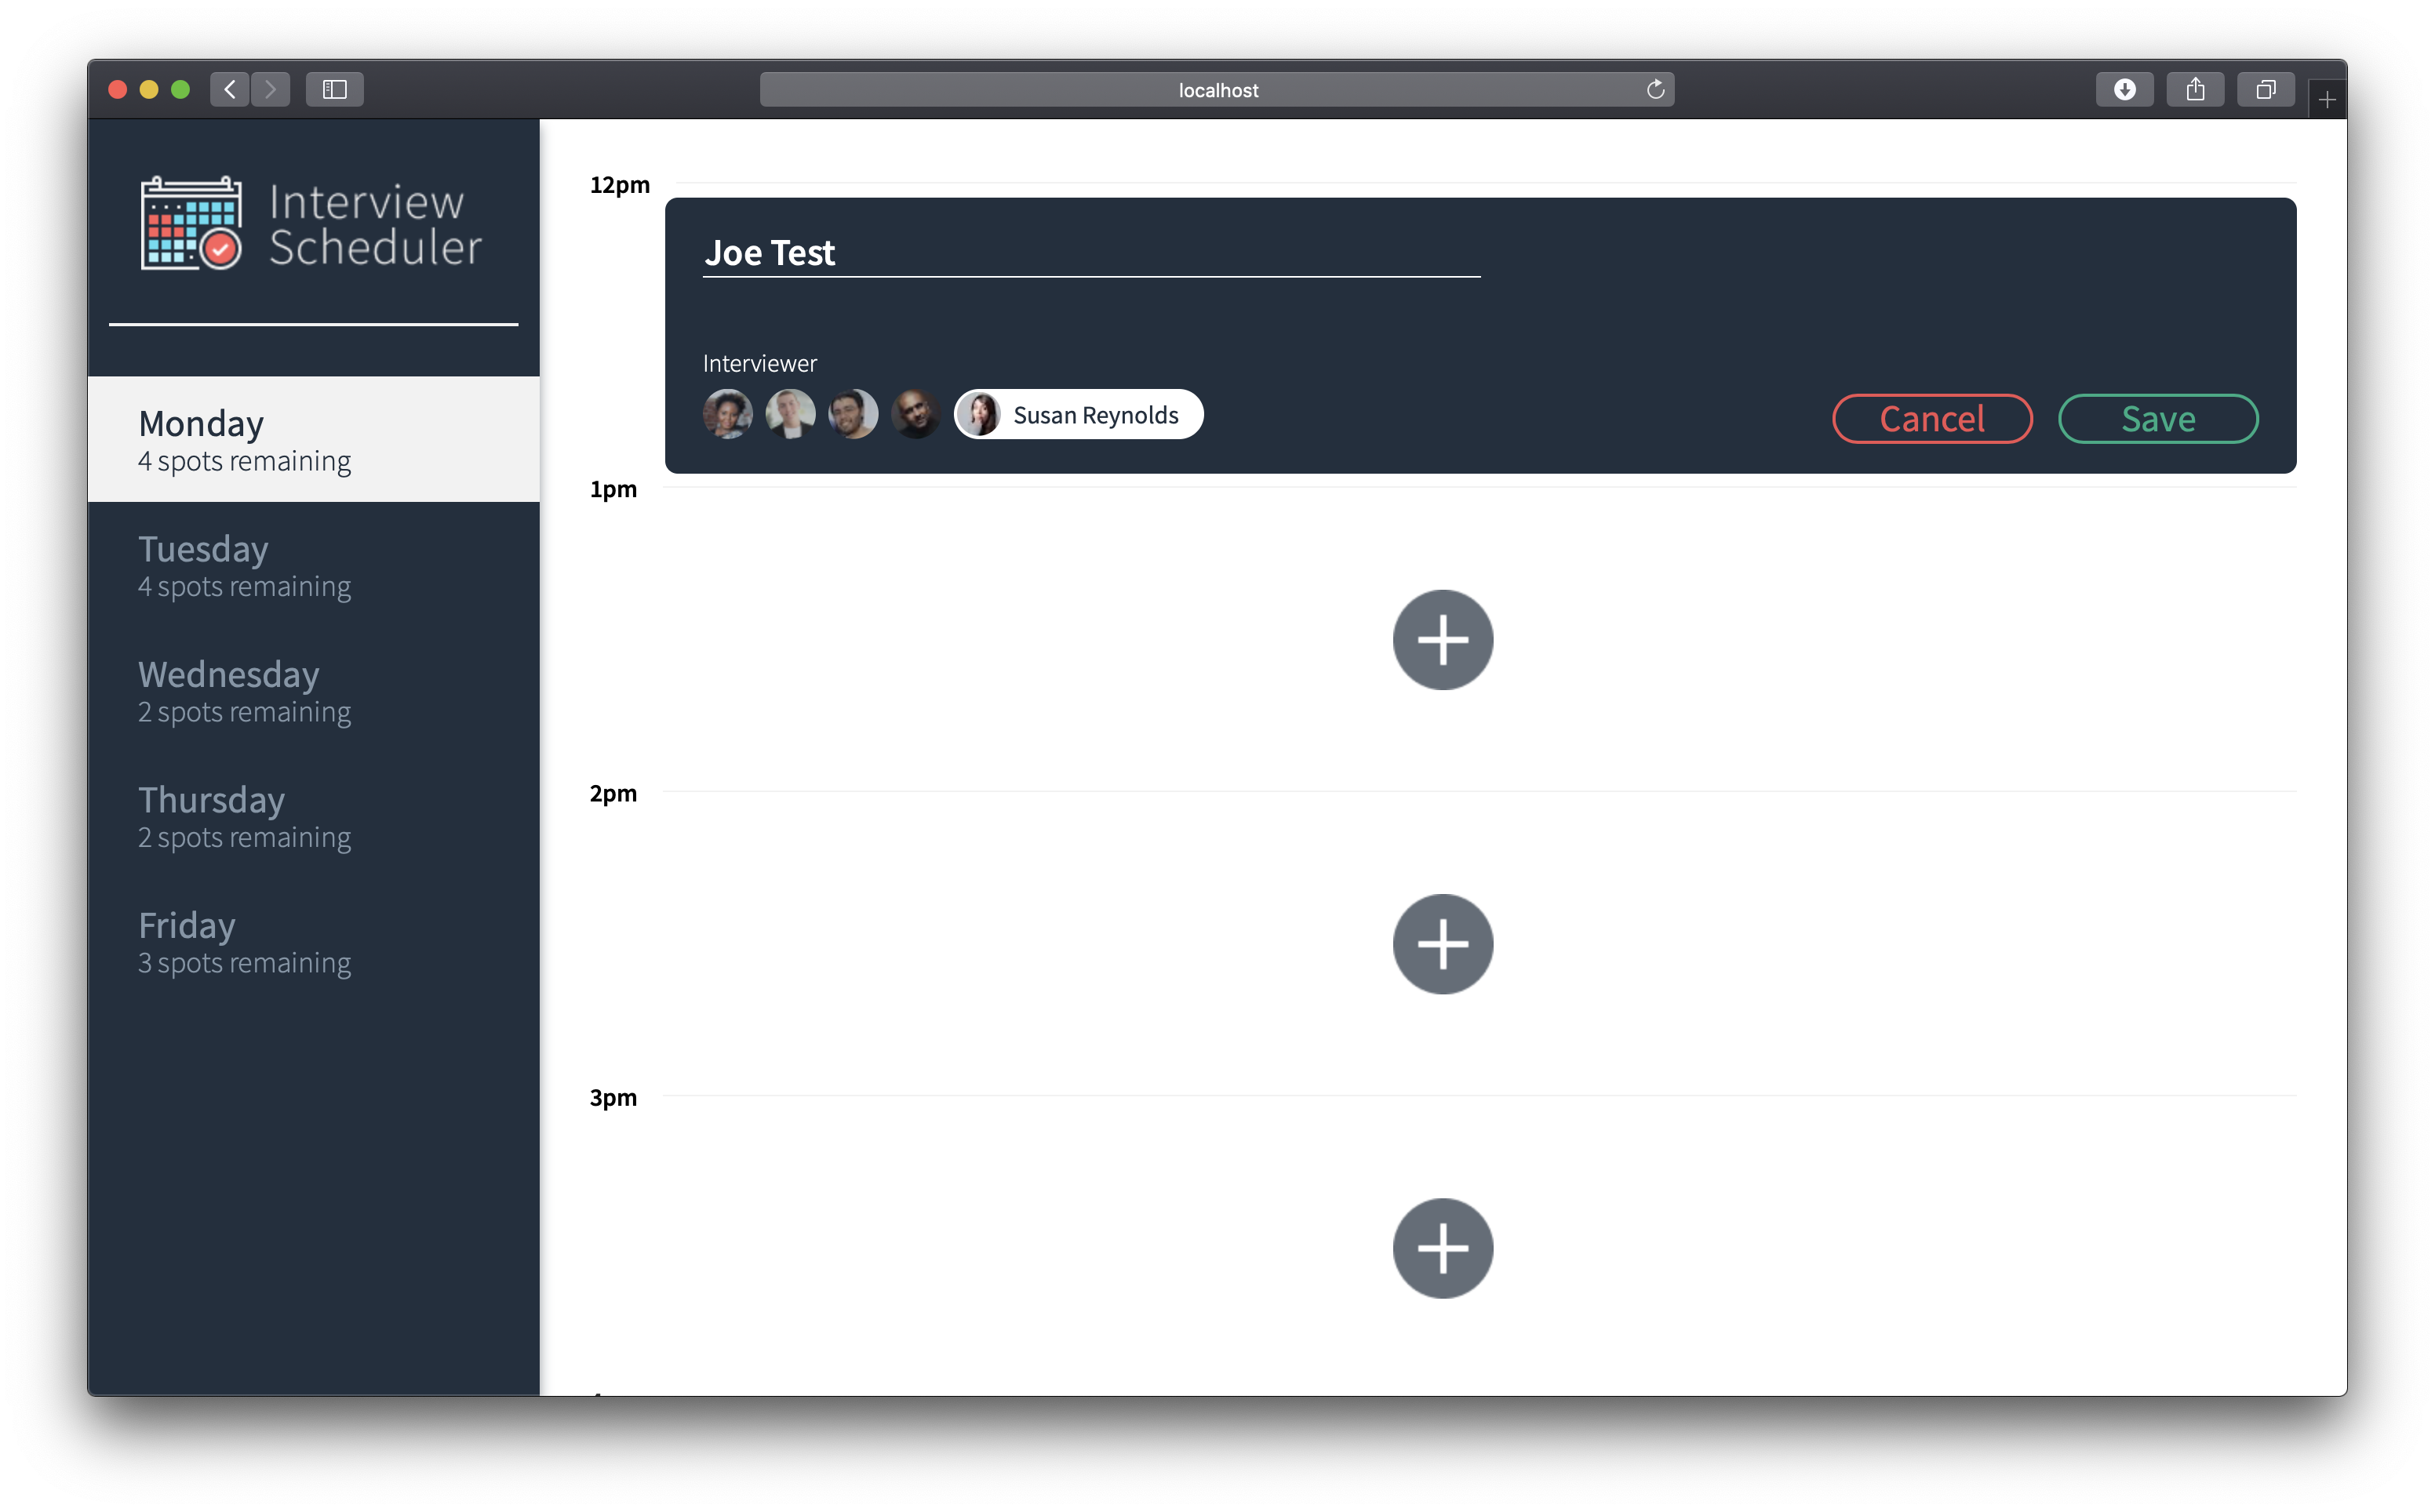 localhost
Interview
Scheduler
Monday
4 spots remaining
Tuesday
4 spots remaining
Wednesday
2 spots remaining
Thursday
2 spots remaining
Friday
3 spots remaining
12pm
Joe Test
Interviewer
Susan Reynolds
Cancel
Save
1pm
2pm
3pm